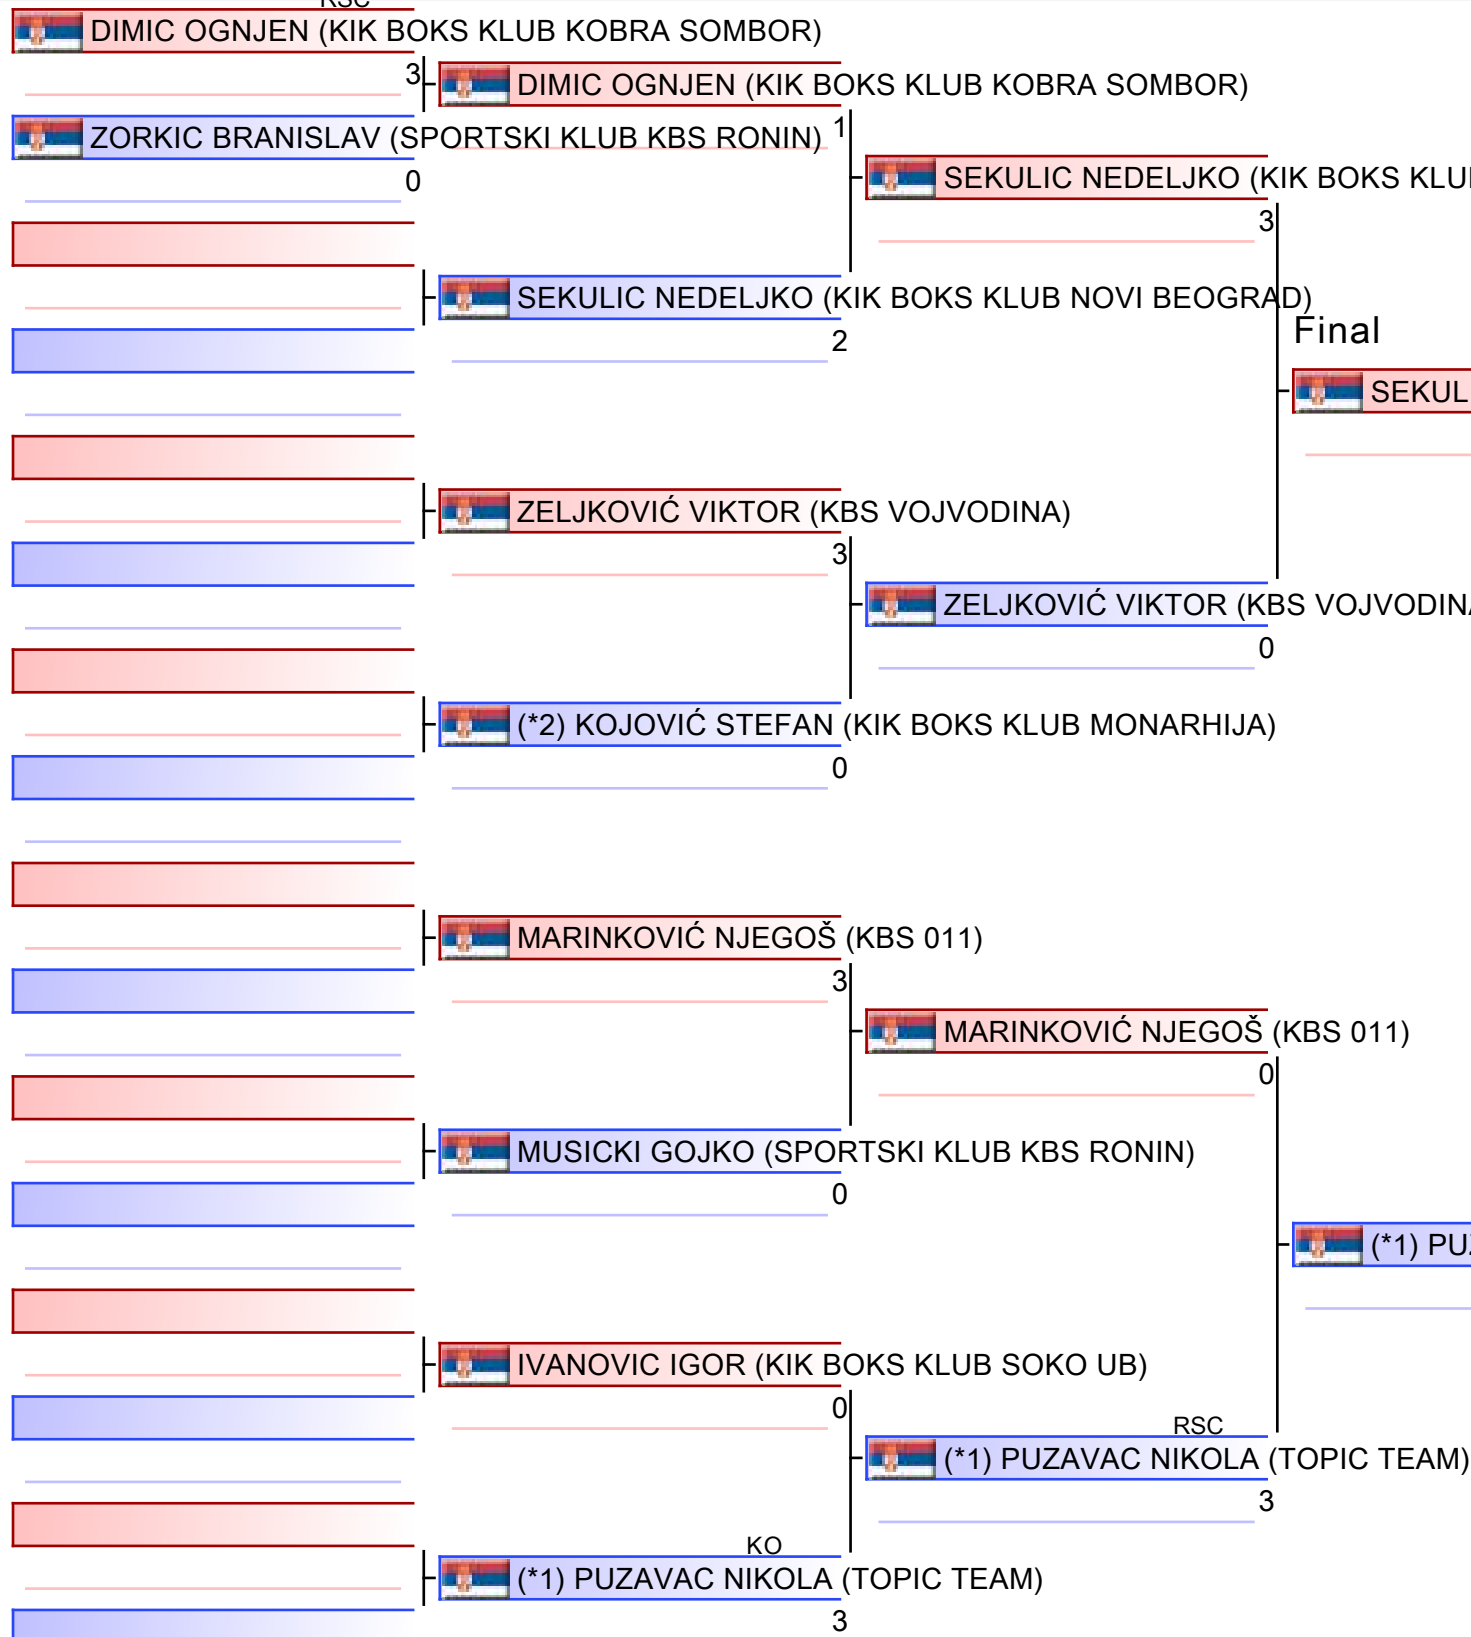 RSC
DIMIC OGNJEN (KIK BOKS KLUB KOBRA SOMBOR)
3
DIMIC OGNJEN (KIK BOKS KLUB KOBRA SOMBOR)
1
ZORKIC BRANISLAV (SPORTSKI KLUB KBS RONIN)
0
SEKULIC NEDELJKO (KIK BOKS KLU
3
SEKULIC NEDELJKO (KIK BOKS KLUB NOVI BEOGRAD)
2
Final
SEKUL
ZELJKOVIĆ VIKTOR (KBS VOJVODINA)
3
ZELJKOVIĆ VIKTOR (KBS VOJVODINA
0
(*2) KOJOVIĆ STEFAN (KIK BOKS KLUB MONARHIJA)
0
MARINKOVIĆ NJEGOŠ (KBS 011)
3
MARINKOVIĆ NJEGOŠ (KBS 011)
0
MUSICKI GOJKO (SPORTSKI KLUB KBS RONIN)
0
(*1) PUZ
IVANOVIC IGOR (KIK BOKS KLUB SOKO UB)
0
RSC
(*1) PUZAVAC NIKOLA (TOPIC TEAM)
3
KO
(*1) PUZAVAC NIKOLA (TOPIC TEAM)
3